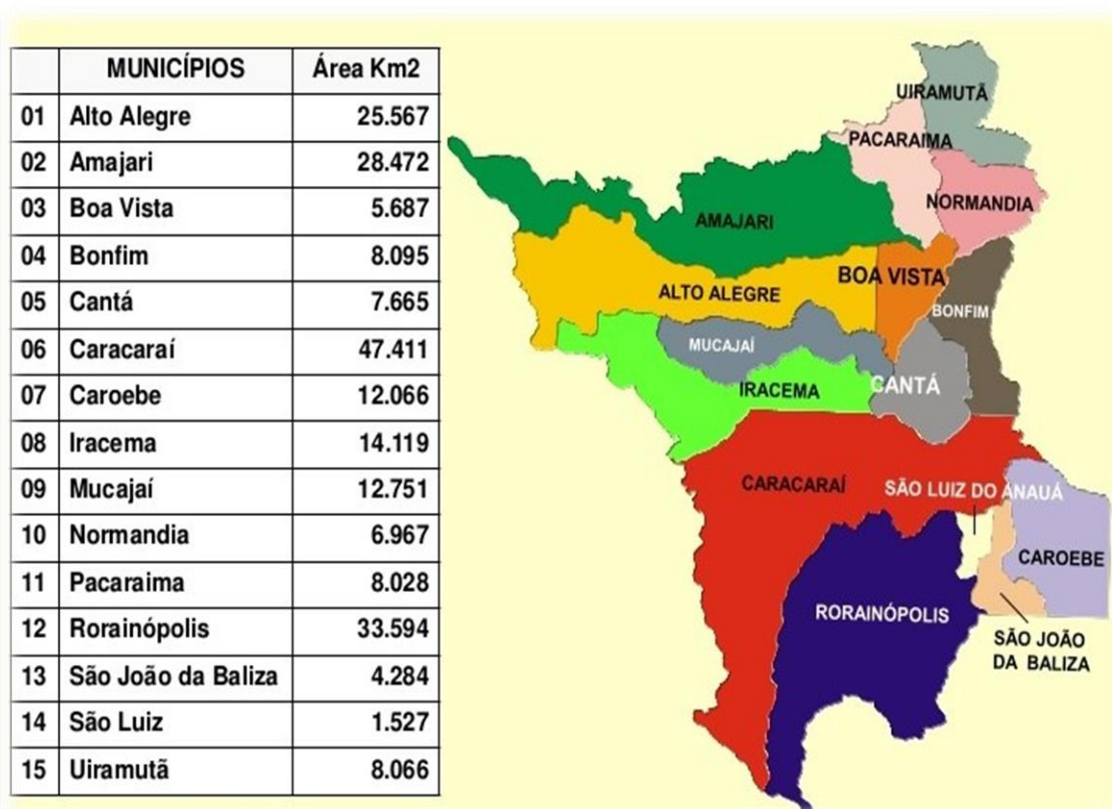 MUNICÍPIOS Área Km2
01 Alto Alegre 25.567
02 Amajari 28.472
03 Boa Vista 5.687
04 Bonfim 8.095
05 Cantá 7.665
06 Caracaraí 47.411
07 Caroebe 12.066
08 Iracema 14.119
09 Mucajaí 12.751
10 Normandia 6.967
11 Pacaraima 8.028
12 Rorainópolis 33.594
13 São João da Baliza 4.284
14 São Luiz 1.527
15 Uiramutã 8.066
UIRAMUTÃ
PACARAIMA
NORMANDIA
AMAJARI
BOA VISTA
ALTO ALEGRE
BONFIM
MUCAJAÍ
IRACEMA
CANTÁ
CARACARAÍ
SÃO LUIZ DO ANAUÁ
CAROEBE
RORAINÓPOLIS
SÃO JOÃO
DA BALIZA